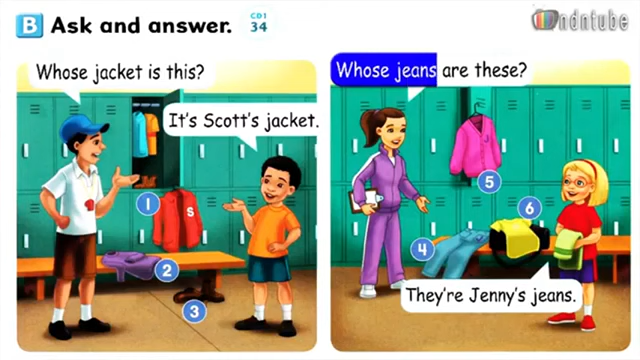 B Ask and answer. CD1
34
ndntube
Whose jacket is this?
It's Scott's jacket.
1
S
2
3
Whose jeans are these?
5
6
4
They're Jenny's jeans.